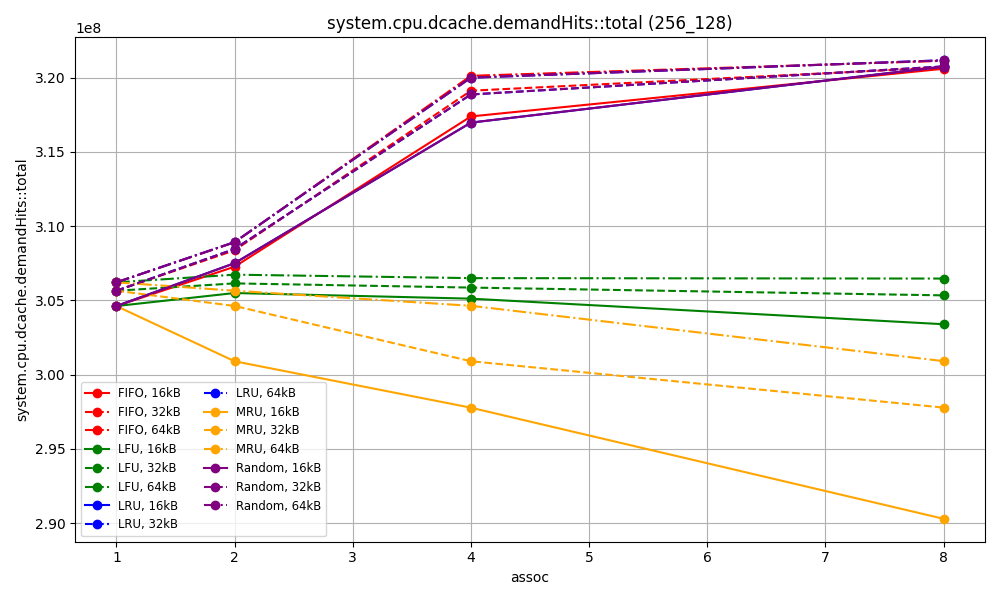 system.cpu.dcache.demandHits::total (256_128)
1e8
system.cpu.dcache.demandHits::total
3.20
3.15
3.10
3.05
3.00
2.95
2.90
FIFO, 16kB
FIFO, 32kB
FIFO, 64kB
LFU, 16kB
LFU, 32kB
LFU, 64kB
LRU, 16kB
LRU, 32kB
LRU, 64kB
MRU, 16kB
MRU, 32kB
MRU, 64kB
Random, 16kB
Random, 32kB
Random, 64kB
1 2 3 4 5 6 7 8
assoc